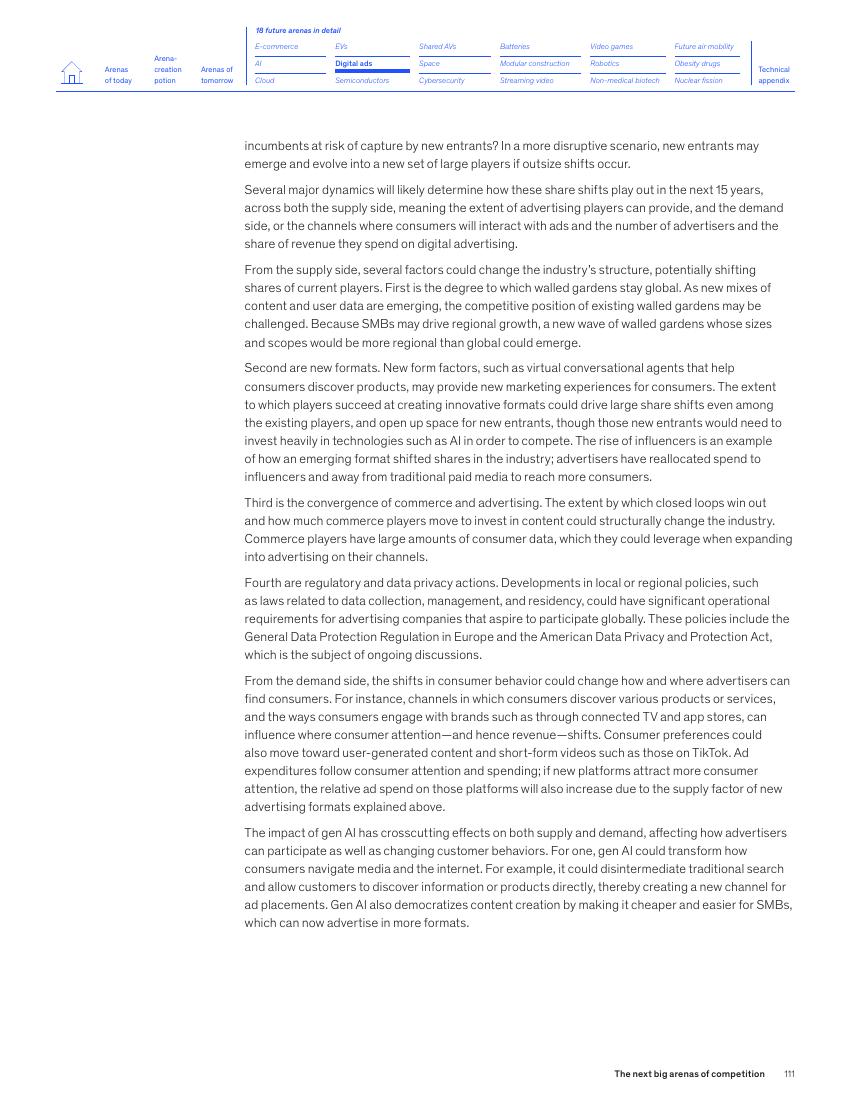 18 future arenas in detail
E-commerce EVs Shared AVs Batteries Video games Future air mobility
Arenas of today
Arena-creation potion
Arenas of tomorrow
AI Digital ads Space Modular construction Robotics Obesity drugs
Cloud Semiconductors Cybersecurity Streaming video Non-medical biotech Nuclear fission
Technical appendix
incumbents at risk of capture by new entrants? In a more disruptive scenario, new entrants may
emerge and evolve into a new set of large players if outsize shifts occur.
Several major dynamics will likely determine how these share shifts play out in the next 15 years,
across both the supply side, meaning the extent of advertising players can provide, and the demand
side, or the channels where consumers will interact with ads and the number of advertisers and the
share of revenue they spend on digital advertising.
From the supply side, several factors could change the industry's structure, potentially shifting
shares of current players. First is the degree to which walled gardens stay global. As new mixes of
content and user data are emerging, the competitive position of existing walled gardens may be
challenged. Because SMBs may drive regional growth, a new wave of walled gardens whose sizes
and scopes would be more regional than global could emerge.
Second are new formats. New form factors, such as virtual conversational agents that help
consumers discover products, may provide new marketing experiences for consumers. The extent
to which players succeed at creating innovative formats could drive large share shifts even among
the existing players, and open up space for new entrants, though those new entrants would need to
invest heavily in technologies such as AI in order to compete. The rise of influencers is an example
of how an emerging format shifted shares in the industry; advertisers have reallocated spend to
influencers and away from traditional paid media to reach more consumers.
Third is the convergence of commerce and advertising. The extent by which closed loops win out
and how much commerce players move to invest in content could structurally change the industry.
Commerce players have large amounts of consumer data, which they could leverage when expanding
into advertising on their channels.
Fourth are regulatory and data privacy actions. Developments in local or regional policies, such
as laws related to data collection, management, and residency, could have significant operational
requirements for advertising companies that aspire to participate globally. These policies include the
General Data Protection Regulation in Europe and the American Data Privacy and Protection Act,
which is the subject of ongoing discussions.
From the demand side, the shifts in consumer behavior could change how and where advertisers can
find consumers. For instance, channels in which consumers discover various products or services,
and the ways consumers engage with brands such as through connected TV and app stores, can
influence where consumer attention—and hence revenue—shifts. Consumer preferences could
also move toward user-generated content and short-form videos such as those on TikTok. Ad
expenditures follow consumer attention and spending; if new platforms attract more consumer
attention, the relative ad spend on those platforms will also increase due to the supply factor of new
advertising formats explained above.
The impact of gen AI has crosscutting effects on both supply and demand, affecting how advertisers
can participate as well as changing customer behaviors. For one, gen AI could transform how
consumers navigate media and the internet. For example, it could disintermediate traditional search
and allow customers to discover information or products directly, thereby creating a new channel for
ad placements. Gen AI also democratizes content creation by making it cheaper and easier for SMBs,
which can now advertise in more formats.
The next big arenas of competition 111